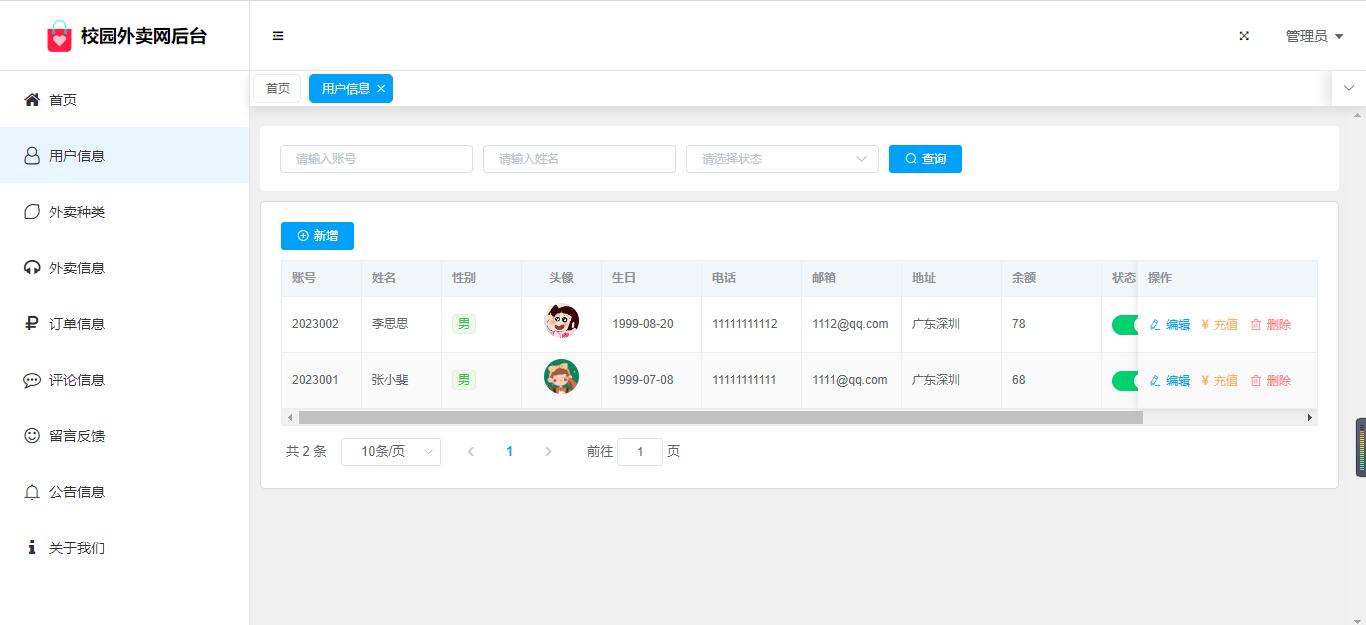 校园外卖网后台
管理员
首页
用户信息
外卖种类
外卖信息
订单信息
评论信息
留言反馈
公告信息
关于我们
首页 用户信息
请输入账号 请输入姓名 请选择状态 查询
新增
账号 姓名 性别 头像 生日 电话 邮箱 地址 余额 状态 操作
2023002 李思思 男 1999-08-20 11111111112 1112@qq.com 广东深圳 78 编辑 ¥ 充值 删除
2023001 张小斐 男 1999-07-08 11111111111 1111@qq.com 广东深圳 68 编辑 ¥ 充值 删除
共 2 条 10条/页 1 前往 1 页